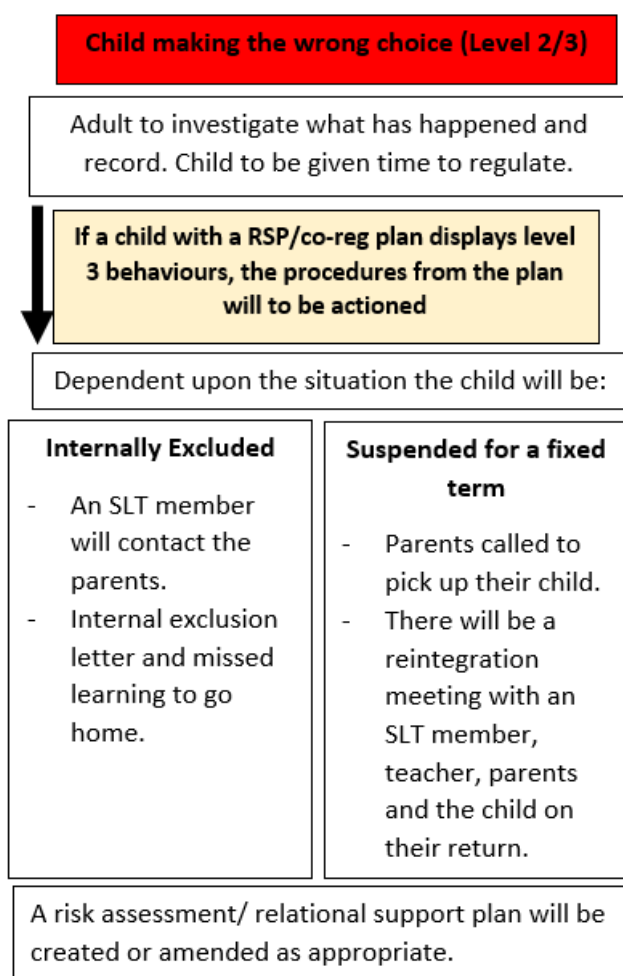 Child making the wrong choice (Level 2/3)
Adult to investigate what has happened and
record. Child to be given time to regulate.
If a child with a RSP/co-reg plan displays level
3 behaviours, the procedures from the plan
will to be actioned
Dependent upon the situation the child will be:
Internally Excluded
- An SLT member
will contact the
parents.
- Internal exclusion
letter and missed
learning to go
home.
Suspended for a fixed
term
- Parents called to
pick up their child.
- There will be a
reintegration
meeting with an
SLT member,
teacher, parents
and the child on
their return.
A risk assessment/ relational support plan will be
created or amended as appropriate.